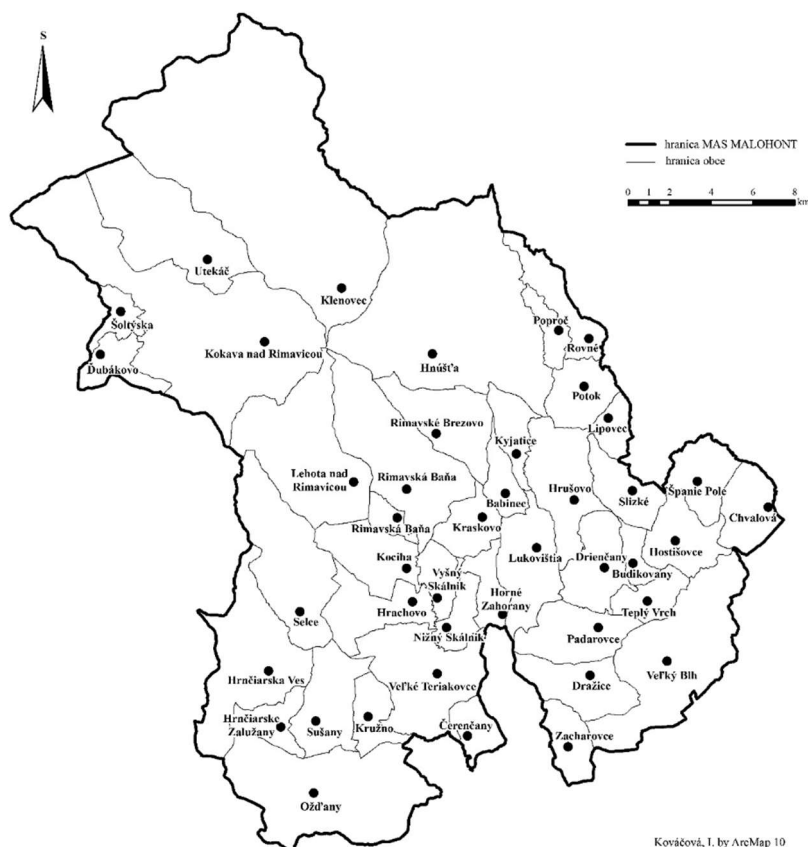 S
hranica MAS MALOHONT
hranica obce
0 1 2 4 6 8
km
Utekáč
Klenovec
Šoltýska
Poproč
Rovné
Kokava nad Rimavicou
Ďubákovo
Hnúšťa
Potok
Lipovec
Rimavské Brezovo
Kyjatice
Lehota nad
Rimavicou
Rimavská Baňa
Babinec
Hrušovo
Slizké
Španie Pole
Chvalová
Rimavská Baňa
Kraskovo
Hostišovce
Lukovištia
Kociha
Vyšný
Skálnik
Drienčany
Budikovany
Horné
Zahorany
Teplý Vrch
Hrachovo
Selce
Nižný Skálnik
Padarovce
Hrnčiarska Ves
Veľké Teriakovce
Dražice
Veľký Blh
Hrnčiarske
Zalužany
Sušany
Kružno
Čerenčany
Zacharovce
Ožďany
Kováčová, I. by ArcMap 10